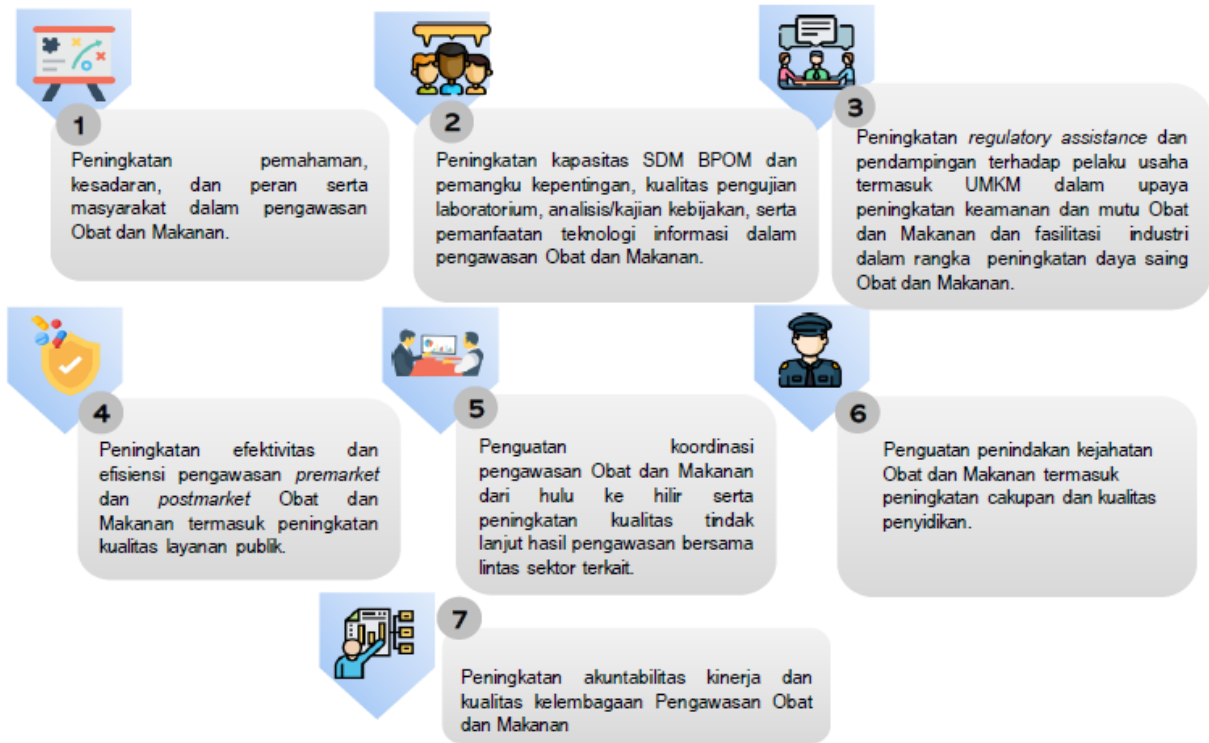 1
Peningkatan pemahaman,
kesadaran, dan peran serta
masyarakat dalam pengawasan
Obat dan Makanan.
2
Peningkatan kapasitas SDM BPOM dan
pemangku kepentingan, kualitas pengujian
laboratorium, analisis/kajian kebijakan, serta
pemanfaatan teknologi informasi dalam
pengawasan Obat dan Makanan.
3
Peningkatan regulatory assistance dan
pendampingan terhadap pelaku usaha
termasuk UMKM dalam upaya
peningkatan keamanan dan mutu Obat
dan Makanan dan fasilitasi industri
dalam rangka peningkatan daya saing
Obat dan Makanan.
4
Peningkatan efektivitas dan
efisiensi pengawasan premarket
dan postmarket Obat dan
Makanan termasuk peningkatan
kualitas layanan publik.
5
Penguatan koordinasi
pengawasan Obat dan Makanan
dari hulu ke hilir serta
peningkatan kualitas tindak
lanjut hasil pengawasan bersama
lintas sektor terkait.
6
Penguatan penindakan kejahatan
Obat dan Makanan termasuk
peningkatan cakupan dan kualitas
penyidikan.
7
Peningkatan akuntabilitas kinerja dan
kualitas kelembagaan Pengawasan Obat
dan Makanan